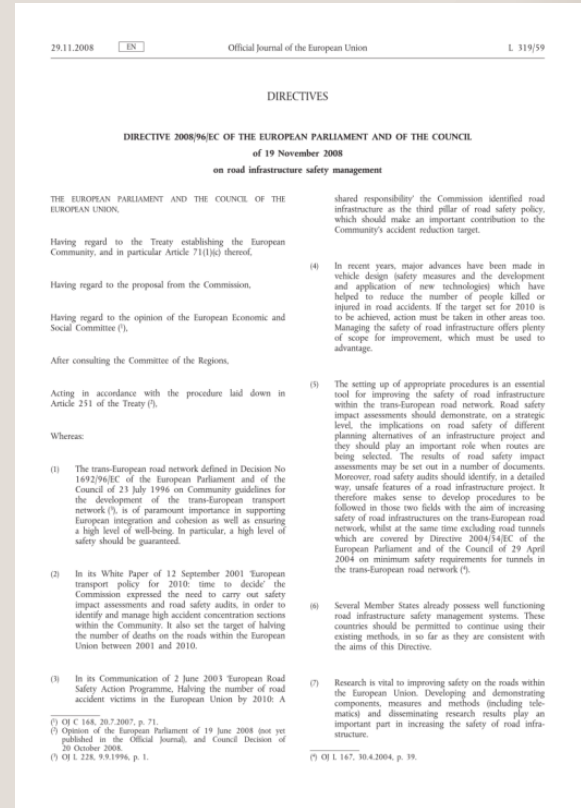 29.11.2008 EN Official Journal of the European Union L 319/59
DIRECTIVES
DIRECTIVE 2008/96/EC OF THE EUROPEAN PARLIAMENT AND OF THE COUNCIL
of 19 November 2008
on road infrastructure safety management
THE EUROPEAN PARLIAMENT AND THE COUNCIL OF THE
EUROPEAN UNION,
Having regard to the Treaty establishing the European
Community, and in particular Article 71(1)(c) thereof,
Having regard to the proposal from the Commission,
Having regard to the opinion of the European Economic and
Social Committee (1),
After consulting the Committee of the Regions,
Acting in accordance with the procedure laid down in
Article 251 of the Treaty (2),
Whereas:
(1) The trans-European road network defined in Decision No
1692/96/EC of the European Parliament and of the
Council of 23 July 1996 on Community guidelines for
the development of the trans-European transport
network (3), is of paramount importance in supporting
European integration and cohesion as well as ensuring
a high level of well-being. In particular, a high level of
safety should be guaranteed.
(2) In its White Paper of 12 September 2001 ‘European
transport policy for 2010: time to decide’ the
Commission expressed the need to carry out safety
impact assessments and road safety audits, in order to
identify and manage high accident concentration sections
within the Community. It also set the target of halving
the number of deaths on the roads within the European
Union between 2001 and 2010.
(3) In its Communication of 2 June 2003 ‘European Road
Safety Action Programme, Halving the number of road
accident victims in the European Union by 2010: A
(1) OJ C 168, 20.7.2007, p. 71.
(2) Opinion of the European Parliament of 19 June 2008 (not yet
published in the Official Journal), and Council Decision of
20 October 2008.
(3) OJ L 228, 9.9.1996, p. 1.
shared responsibility’ the Commission identified road
infrastructure as the third pillar of road safety policy,
which should make an important contribution to the
Community’s accident reduction target.
(4) In recent years, major advances have been made in
vehicle design (safety measures and the development
and application of new technologies) which have
helped to reduce the number of people killed or
injured in road accidents. If the target set for 2010 is
to be achieved, action must be taken in other areas too.
Managing the safety of road infrastructure offers plenty
of scope for improvement, which must be used to
advantage.
(5) The setting up of appropriate procedures is an essential
tool for improving the safety of road infrastructure
within the trans-European road network. Road safety
impact assessments should demonstrate, on a strategic
level, the implications on road safety of different
planning alternatives of an infrastructure project and
they should play an important role when routes are
being selected. The results of road safety impact
assessments may be set out in a number of documents.
Moreover, road safety audits should identify, in a detailed
way, unsafe features of a road infrastructure project. It
therefore makes sense to develop procedures to be
followed in those two fields with the aim of increasing
safety of road infrastructures on the trans-European road
network, whilst at the same time excluding road tunnels
which are covered by Directive 2004/54/EC of the
European Parliament and of the Council of 29 April
2004 on minimum safety requirements for tunnels in
the trans-European road network (4).
(6) Several Member States already possess well functioning
road infrastructure safety management systems. These
countries should be permitted to continue using their
existing methods, in so far as they are consistent with
the aims of this Directive.
(7) Research is vital to improving safety on the roads within
the European Union. Developing and demonstrating
components, measures and methods (including tele-
matics) and disseminating research results play an
important part in increasing the safety of road infra-
structure.
(4) OJ L 167, 30.4.2004, p. 39.